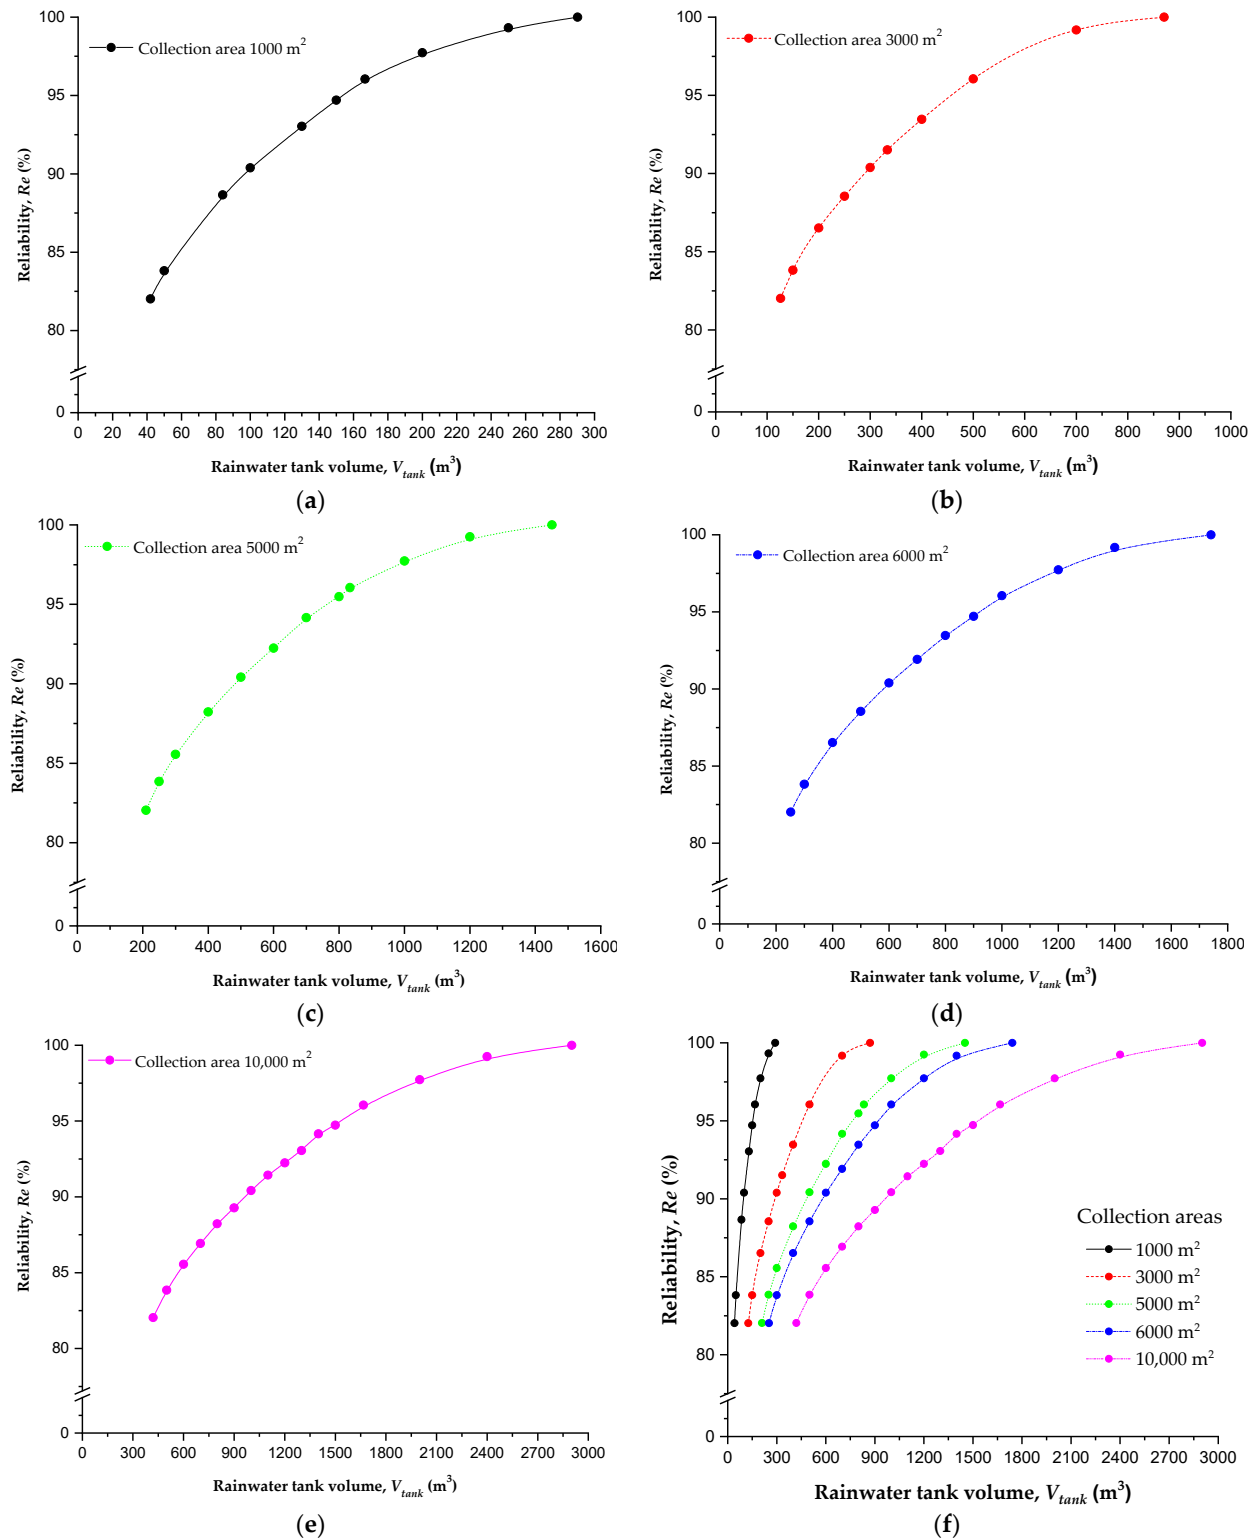 100
95
90
85
80
0
Reliability, Re (%)
Collection area 1000 m²
0 20 40 60 80 100 120 140 160 180 200 220 240 260 280 300
Rainwater tank volume, V_tank (m³)
(a)
100
95
90
85
80
0
Reliability, Re (%)
Collection area 3000 m²
0 100 200 300 400 500 600 700 800 900 1000
Rainwater tank volume, V_tank (m³)
(b)
100
95
90
85
80
0
Reliability, Re (%)
Collection area 5000 m²
200 400 600 800 1000 1200 1400 1600
Rainwater tank volume, V_tank (m³)
(c)
100
95
90
85
80
0
Reliability, Re (%)
Collection area 6000 m²
0 200 400 600 800 1000 1200 1400 1600 1800
Rainwater tank volume, V_tank (m³)
(d)
100
95
90
85
80
0
Reliability, Re (%)
Collection area 10,000 m²
0 300 600 900 1200 1500 1800 2100 2400 2700 3000
Rainwater tank volume, V_tank (m³)
(e)
100
95
90
85
80
0
Reliability, Re (%)
Collection areas
1000 m²
3000 m²
5000 m²
6000 m²
10,000 m²
0 300 600 900 1200 1500 1800 2100 2400 2700 3000
Rainwater tank volume, V_tank (m³)
(f)